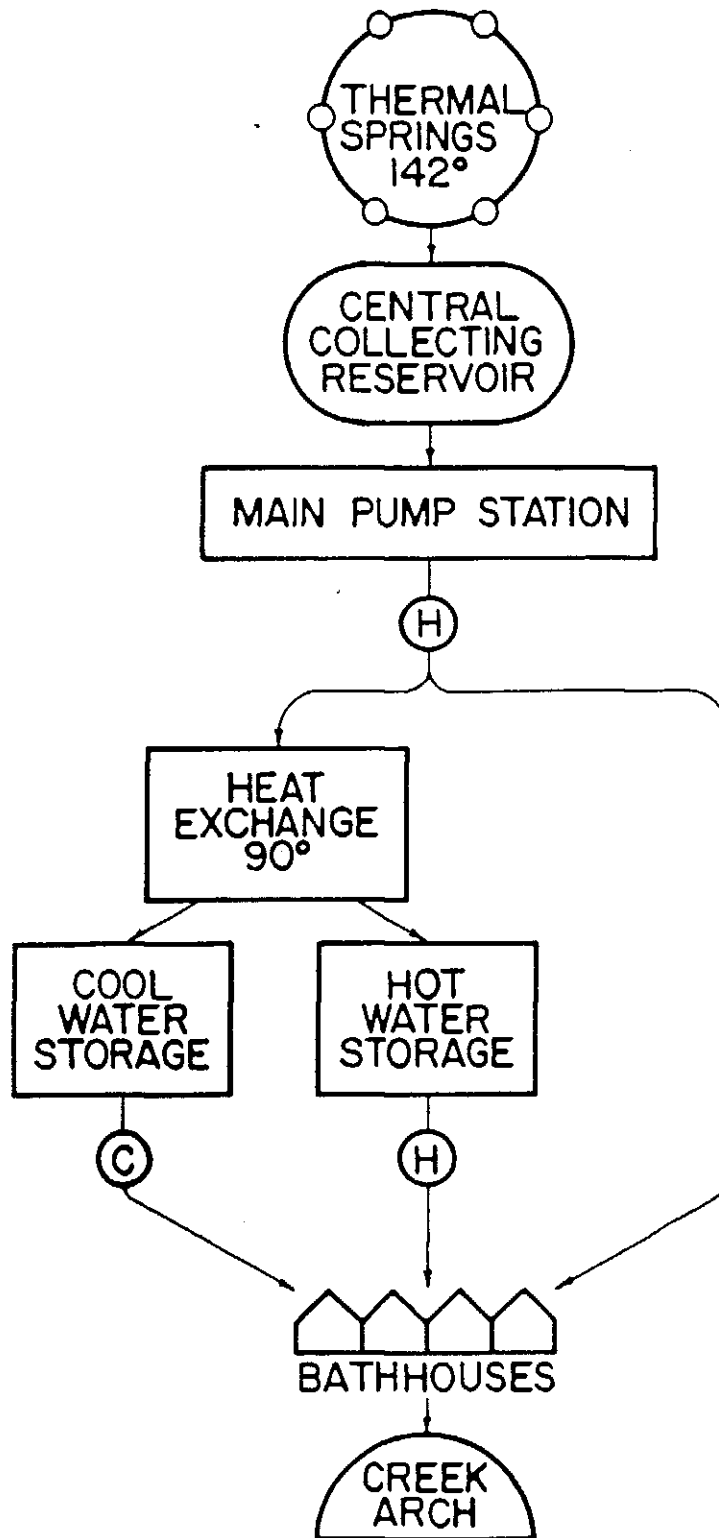 THERMAL
SPRINGS
142°
CENTRAL
COLLECTING
RESERVOIR
MAIN PUMP STATION
H
HEAT
EXCHANGE
90°
COOL
WATER
STORAGE
HOT
WATER
STORAGE
C
H
BATHHOUSES
CREEK
ARCH